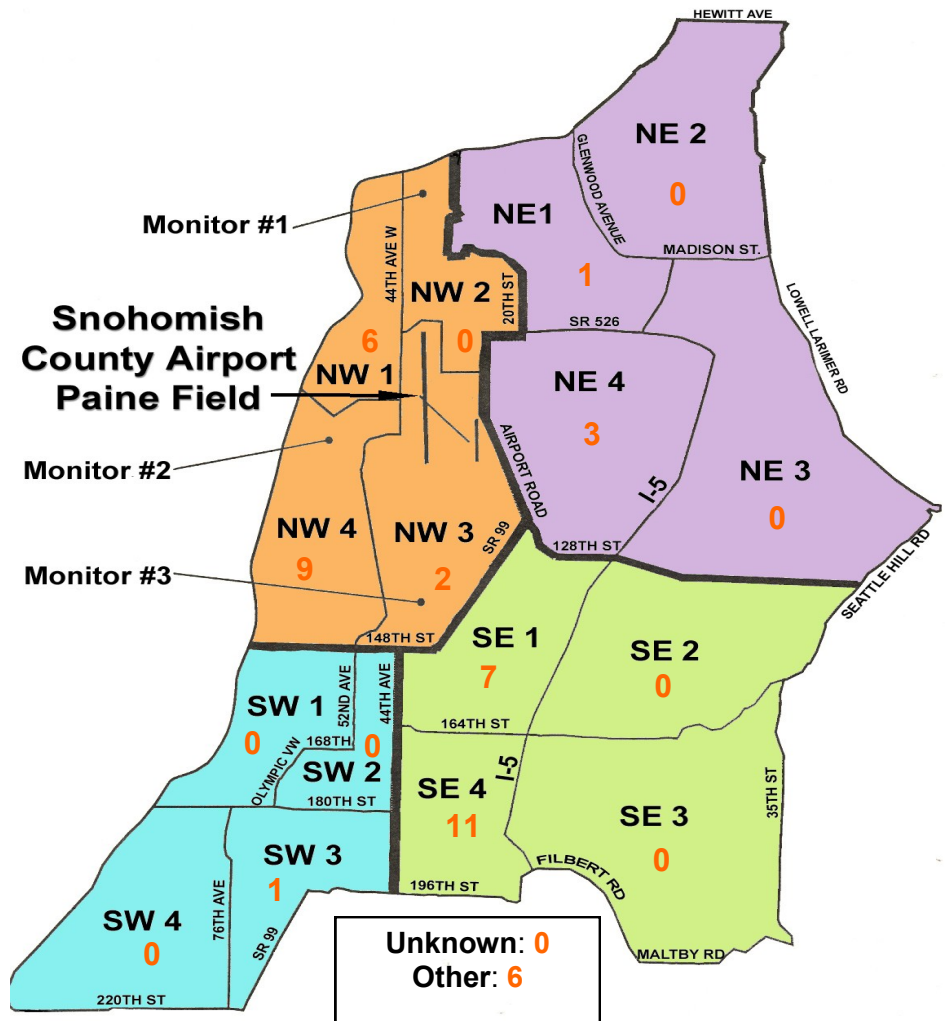 HEWITT AVE
NE 2
0
GLENWOOD AVENUE
MADISON ST.
NE1
1
Monitor #1
44TH AVE W
NW 2
0
20TH ST
SR 526
LOWELL LARIMER RD
Snohomish
County Airport
Paine Field
6
NW 1
NE 4
3
AIRPORT ROAD
I-5
NE 3
0
Monitor #2
NW 4
9
NW 3
2
SR 99
128TH ST
SEATTLE HILL RD
Monitor #3
148TH ST
SE 1
7
SE 2
0
SW 1
0
52ND AVE
44TH AVE
168TH
0
OLYMPIC VW
SW 2
180TH ST
164TH ST
I-5
SE 4
11
SE 3
0
35TH ST
SW 3
1
76TH AVE
SR 99
SW 4
0
220TH ST
196TH ST
FILBERT RD
MALTBY RD
Unknown: 0
Other: 6